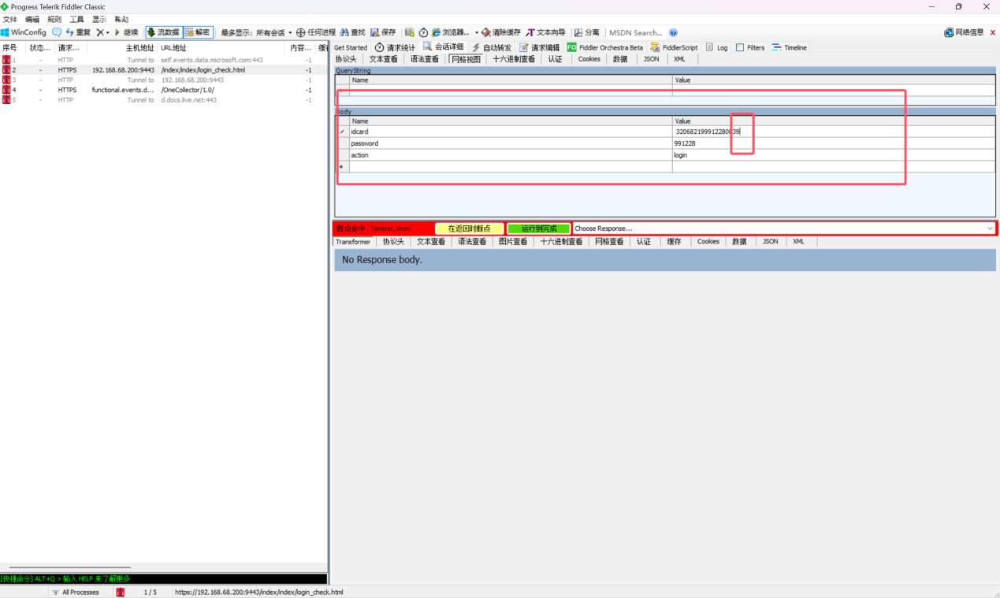 Progress Telerik Fiddler Classic
文件 编辑 规则 工具 显示 帮助
WinConfig 重复 继续 流数据 解密 最多显示: 所有会话 任何进程 查找 保存 浏览器... 清除缓存 文本向导 分离 MSDN Search... 网络信息
序号 状态... 请求... 主机地址 URL地址 内容... 缓
Get Started 请求统计 会话详细 自动转发 请求编辑 FO Fiddler Orchestra Beta FiddlerScript Log Filters Timeline
协议头 文本查看 语法查看 网格视图 十六进制查看 认证 Cookies 数据 JSON XML
1 - HTTP Tunnel to self.events.data.microsoft.com:443 -1
2 - HTTPS 192.168.68.200:9443 /index/index/login_check.html -1
3 - HTTP Tunnel to 192.168.68.200:9443 -1
4 - HTTPS functional.events.d... /OneCollector/1.0/ -1
5 - HTTP Tunnel to d.docs.live.net:443 -1
QueryString
Name Value
Body
Name Value
idcard 320682199912280039
password 991228
action login
断点命中. Tamper, then: 在返回时断点 运行到完成 Choose Response...
Transformer 协议头 文本查看 语法查看 图片查看 十六进制查看 网格查看 认证 缓存 Cookies 数据 JSON XML
No Response body.
[快捷命令] ALT+Q > 输入 HELP 来了解更多
All Processes 1 / 5 https://192.168.68.200:9443/index/index/login_check.html